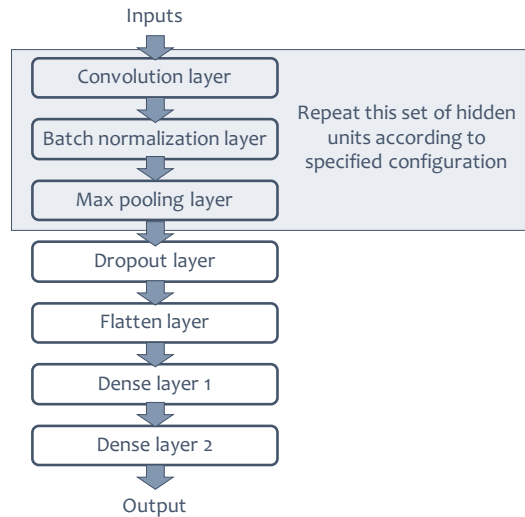 Inputs
Convolution layer
Batch normalization layer
Max pooling layer
Repeat this set of hidden
units according to
specified configuration
Dropout layer
Flatten layer
Dense layer 1
Dense layer 2
Output